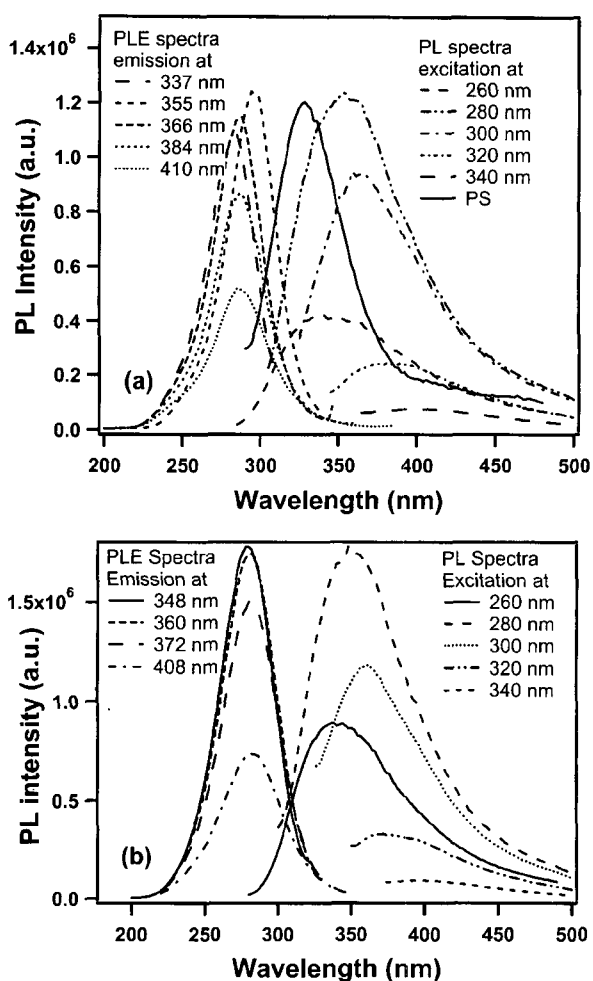 PL Intensity (a.u.)
1.4x10⁶
1.2
1.0
0.8
0.6
0.4
0.2
0.0
PLE spectra
emission at
337 nm
355 nm
366 nm
384 nm
410 nm
PL spectra
excitation at
260 nm
280 nm
300 nm
320 nm
340 nm
PS
(a)
200 250 300 350 400 450 500
Wavelength (nm)
PL intensity (a.u.)
1.5x10⁶
1.0
0.5
0.0
PLE Spectra
Emission at
348 nm
360 nm
372 nm
408 nm
PL Spectra
Excitation at
260 nm
280 nm
300 nm
320 nm
340 nm
(b)
200 250 300 350 400 450 500
Wavelength (nm)